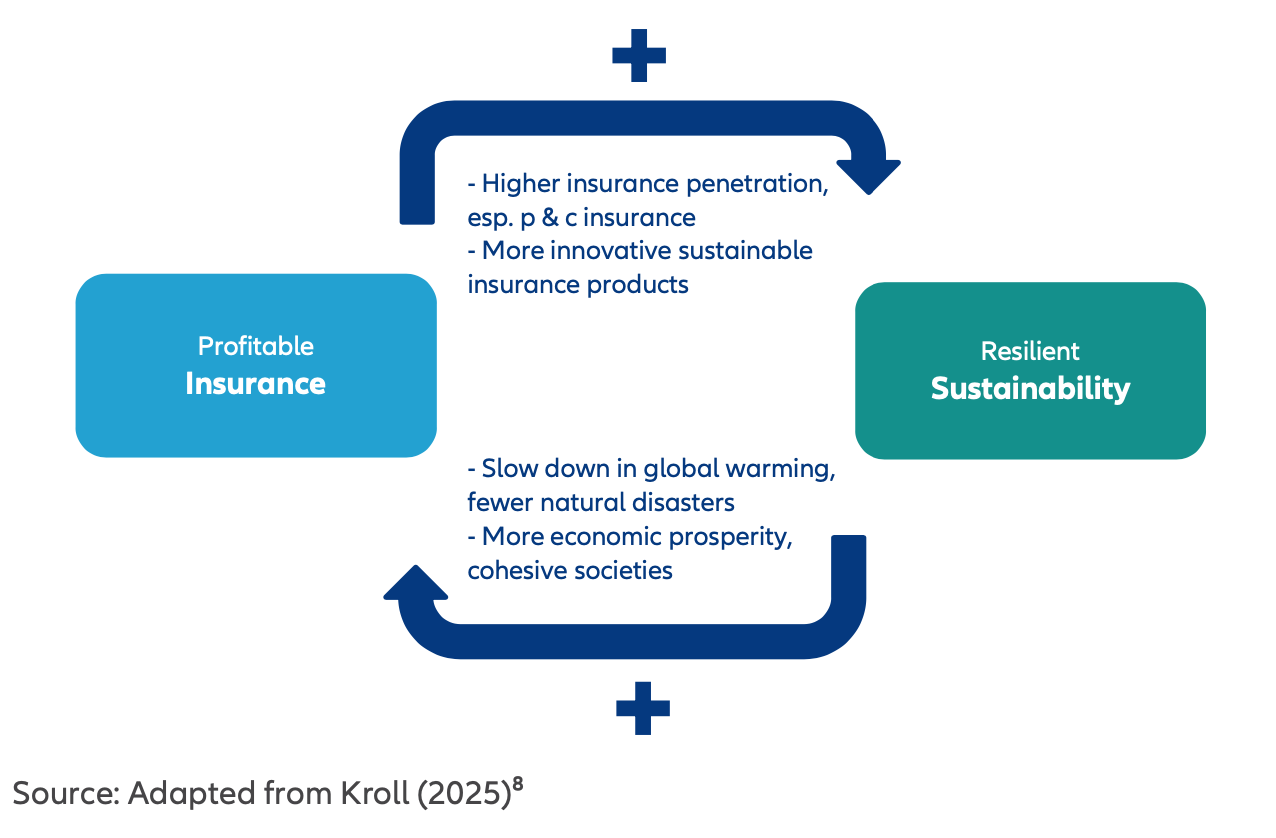 - Higher insurance penetration,
esp. p & c insurance
- More innovative sustainable
insurance products
Profitable
Insurance
Resilient
Sustainability
- Slow down in global warming,
fewer natural disasters
- More economic prosperity,
cohesive societies
Source: Adapted from Kroll (2025)⁸